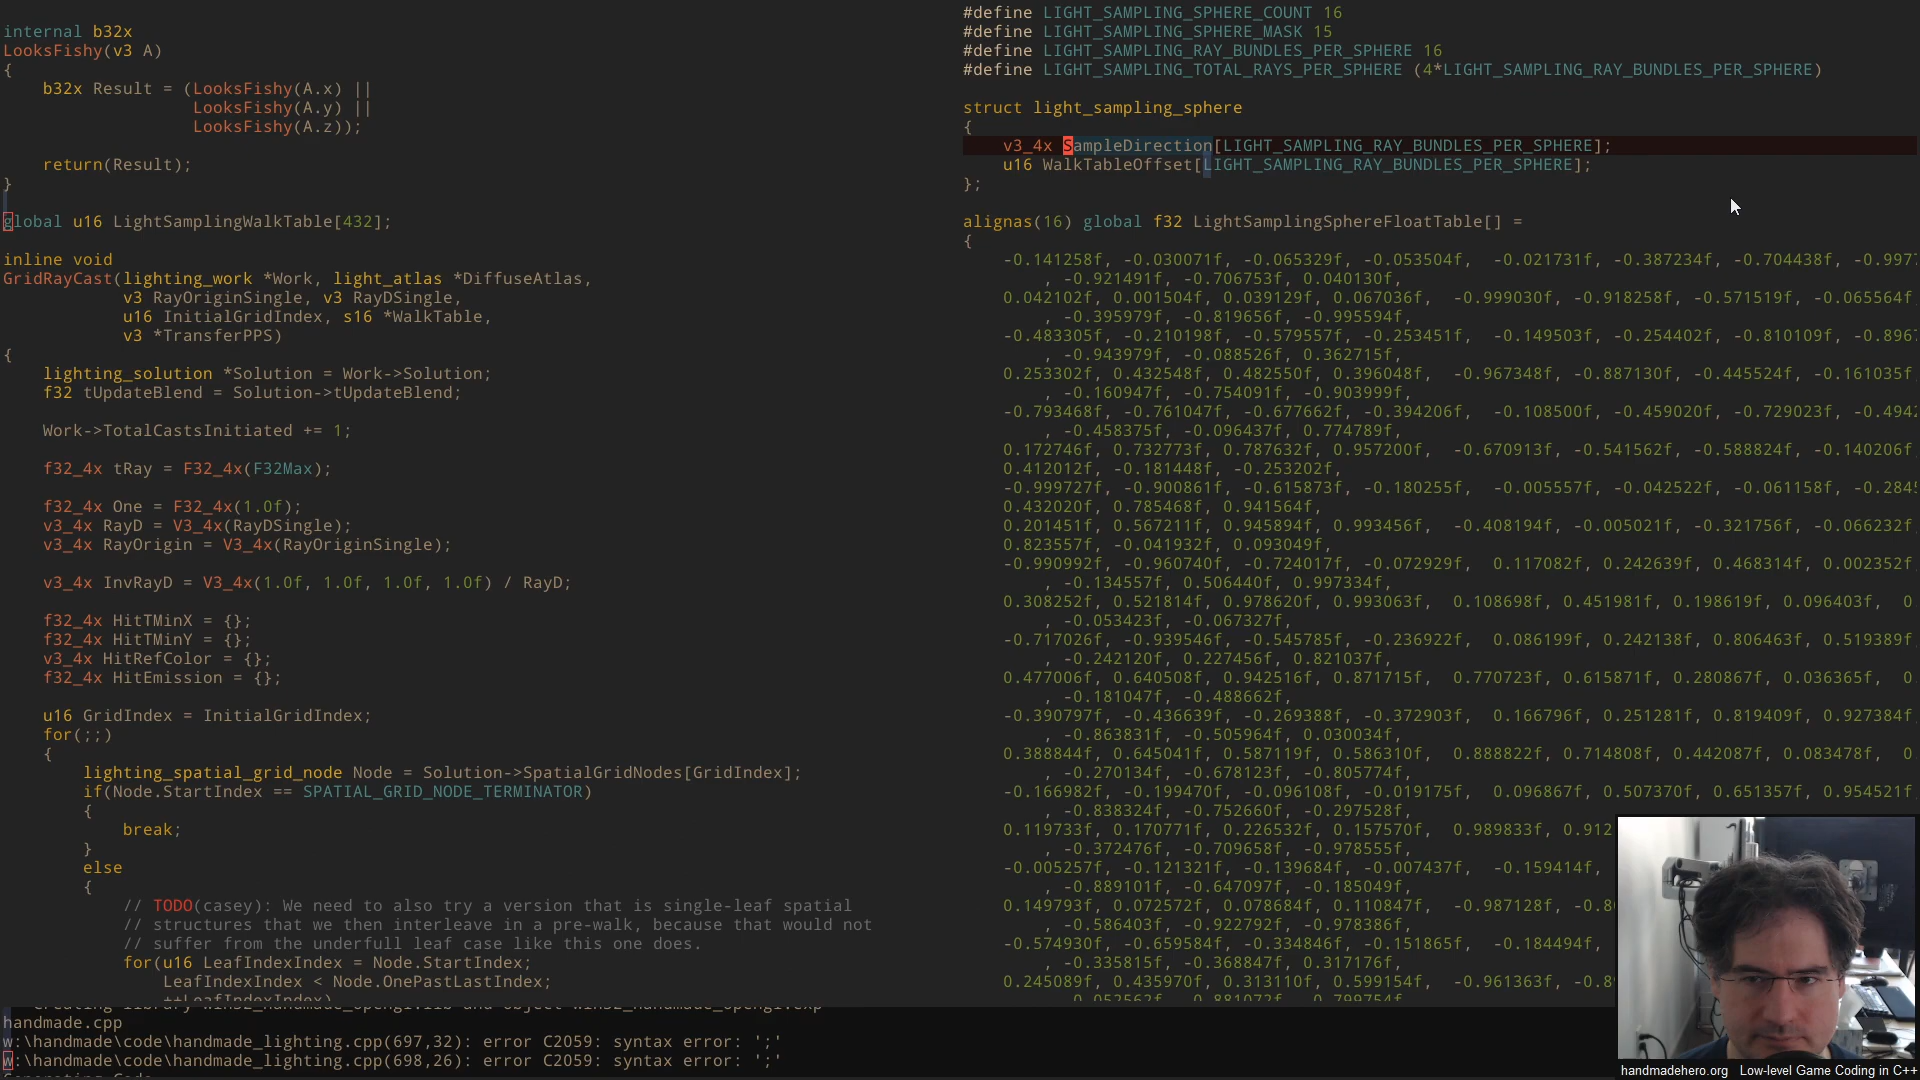 internal b32x
LooksFishy(v3 A)
{
b32x Result = (LooksFishy(A.x) ||
LooksFishy(A.y) ||
LooksFishy(A.z));
return(Result);
}
global u16 LightSamplingWalkTable[432];
inline void
GridRayCast(lighting_work *Work, light_atlas *DiffuseAtlas,
v3 RayOriginSingle, v3 RayDSingle,
u16 InitialGridIndex, s16 *WalkTable,
v3 *TransferPPS)
{
lighting_solution *Solution = Work->Solution;
f32 tUpdateBlend = Solution->tUpdateBlend;
Work->TotalCastsInitiated += 1;
f32_4x tRay = F32_4x(F32Max);
f32_4x One = F32_4x(1.0f);
v3_4x RayD = V3_4x(RayDSingle);
v3_4x RayOrigin = V3_4x(RayOriginSingle);
v3_4x InvRayD = V3_4x(1.0f, 1.0f, 1.0f, 1.0f) / RayD;
f32_4x HitTMinX = {};
f32_4x HitTMinY = {};
v3_4x HitRefColor = {};
f32_4x HitEmission = {};
u16 GridIndex = InitialGridIndex;
for(;;)
{
lighting_spatial_grid_node Node = Solution->SpatialGridNodes[GridIndex];
if(Node.StartIndex == SPATIAL_GRID_NODE_TERMINATOR)
{
break;
}
else
{
// TODO(casey): We need to also try a version that is single-leaf spatial
// structures that we then interleave in a pre-walk, because that would not
// suffer from the underfull leaf case like this one does.
for(u16 LeafIndexIndex = Node.StartIndex;
LeafIndexIndex < Node.OnePastLastIndex;
++LeafIndexIndex)
#define LIGHT_SAMPLING_SPHERE_COUNT 16
#define LIGHT_SAMPLING_SPHERE_MASK 15
#define LIGHT_SAMPLING_RAY_BUNDLES_PER_SPHERE 16
#define LIGHT_SAMPLING_TOTAL_RAYS_PER_SPHERE (4*LIGHT_SAMPLING_RAY_BUNDLES_PER_SPHERE)
struct light_sampling_sphere
{
v3_4x SampleDirection[LIGHT_SAMPLING_RAY_BUNDLES_PER_SPHERE];
u16 WalkTableOffset[LIGHT_SAMPLING_RAY_BUNDLES_PER_SPHERE];
};
alignas(16) global f32 LightSamplingSphereFloatTable[] =
{
-0.141258f, -0.030071f, -0.065329f, -0.053504f, -0.021731f, -0.387234f, -0.704438f, -0.997
, -0.921491f, -0.706753f, 0.040130f,
0.042102f, 0.001504f, 0.039129f, 0.067036f, -0.999030f, -0.918258f, -0.571519f, -0.065564f
, -0.395979f, -0.819656f, -0.995594f,
-0.483305f, -0.210198f, -0.579557f, -0.253451f, -0.149503f, -0.254402f, -0.810109f, -0.896
, -0.943979f, -0.088526f, 0.362715f,
0.253302f, 0.432548f, 0.482550f, 0.396048f, -0.967348f, -0.887130f, -0.445524f, -0.161035f
, -0.160947f, -0.754091f, -0.903999f,
-0.793468f, -0.761047f, -0.677662f, -0.394206f, -0.108500f, -0.459020f, -0.729023f, -0.494
, -0.458375f, -0.096437f, 0.774789f,
0.172746f, 0.732773f, 0.787632f, 0.957200f, -0.670913f, -0.541562f, -0.588824f, -0.140206f
0.412012f, -0.181448f, -0.253202f,
-0.999727f, -0.900861f, -0.615873f, -0.180255f, -0.005557f, -0.042522f, -0.061158f, -0.284
0.432020f, 0.785468f, 0.941564f,
0.201451f, 0.567211f, 0.945894f, 0.993456f, -0.408194f, -0.005021f, -0.321756f, -0.066232f
0.823557f, -0.041932f, 0.093049f,
-0.990992f, -0.960740f, -0.724017f, -0.072929f, 0.117082f, 0.242639f, 0.468314f, 0.002352f
, -0.134557f, 0.506440f, 0.997334f,
0.308252f, 0.521814f, 0.978620f, 0.993063f, 0.108698f, 0.451981f, 0.198619f, 0.096403f, 0
, -0.053423f, -0.067327f,
-0.717026f, -0.939546f, -0.545785f, -0.236922f, 0.086199f, 0.242138f, 0.806463f, 0.519389f
, -0.242120f, 0.227456f, 0.821037f,
0.477006f, 0.640508f, 0.942516f, 0.871715f, 0.770723f, 0.615871f, 0.280867f, 0.036365f, 0
, -0.181047f, -0.488662f,
-0.390797f, -0.436639f, -0.269388f, -0.372903f, 0.166796f, 0.251281f, 0.819409f, 0.927384f
, -0.863831f, -0.505964f, 0.030034f,
0.388844f, 0.645041f, 0.587119f, 0.586310f, 0.888822f, 0.714808f, 0.442087f, 0.083478f, 0
, -0.270134f, -0.678123f, -0.805774f,
-0.166982f, -0.199470f, -0.096108f, -0.019175f, 0.096867f, 0.507370f, 0.651357f, 0.954521f
, -0.838324f, -0.752660f, -0.297528f,
0.119733f, 0.170771f, 0.226532f, 0.157570f, 0.989833f, 0.912
, -0.372476f, -0.709658f, -0.978555f,
-0.005257f, -0.121321f, -0.139684f, -0.007437f, -0.159414f,
, -0.889101f, -0.647097f, -0.185049f,
0.149793f, 0.072572f, 0.078684f, 0.110847f, -0.987128f, -0.8
, -0.586403f, -0.922792f, -0.978386f,
-0.574930f, -0.659584f, -0.334846f, -0.151865f, -0.184494f,
, -0.335815f, -0.368847f, 0.317176f,
0.245089f, 0.435970f, 0.313110f, 0.599154f, -0.961363f, -0.8
handmade.cpp
w:\handmade\code\handmade_lighting.cpp(697,32): error C2059: syntax error: ';'
w:\handmade\code\handmade_lighting.cpp(698,26): error C2059: syntax error: ';'
handmadehero.org Low-level Game Coding in C++